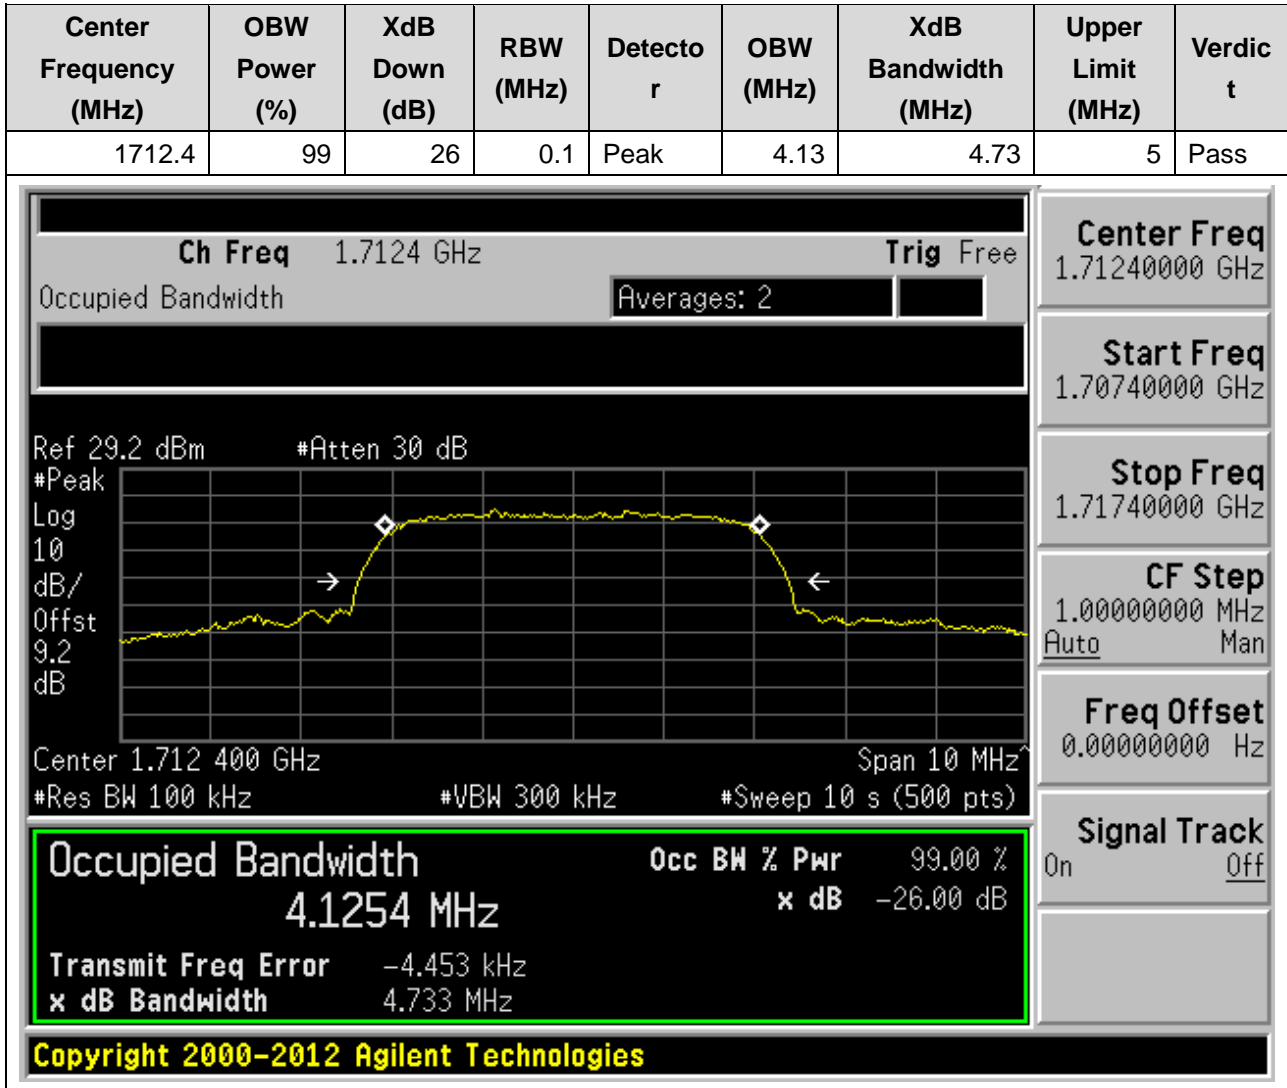 Center Frequency (MHz) OBW Power (%) XdB Down (dB) RBW (MHz) Detecto r OBW (MHz) XdB Bandwidth (MHz) Upper Limit (MHz) Verdic t
1712.4 99 26 0.1 Peak 4.13 4.73 5 Pass
Ch Freq 1.7124 GHz Trig Free
Occupied Bandwidth Averages: 2
Ref 29.2 dBm #Atten 30 dB
#Peak
Log
10
dB/
Offst
9.2
dB
Center 1.712 400 GHz Span 10 MHz^
#Res BW 100 kHz #VBW 300 kHz #Sweep 10 s (500 pts)
Occupied Bandwidth Occ BW % Pwr 99.00 %
4.1254 MHz x dB -26.00 dB
Transmit Freq Error -4.453 kHz
x dB Bandwidth 4.733 MHz
Copyright 2000-2012 Agilent Technologies
Center Freq
1.71240000 GHz
Start Freq
1.70740000 GHz
Stop Freq
1.71740000 GHz
CF Step
1.00000000 MHz
Auto Man
Freq Offset
0.00000000 Hz
Signal Track
On Off